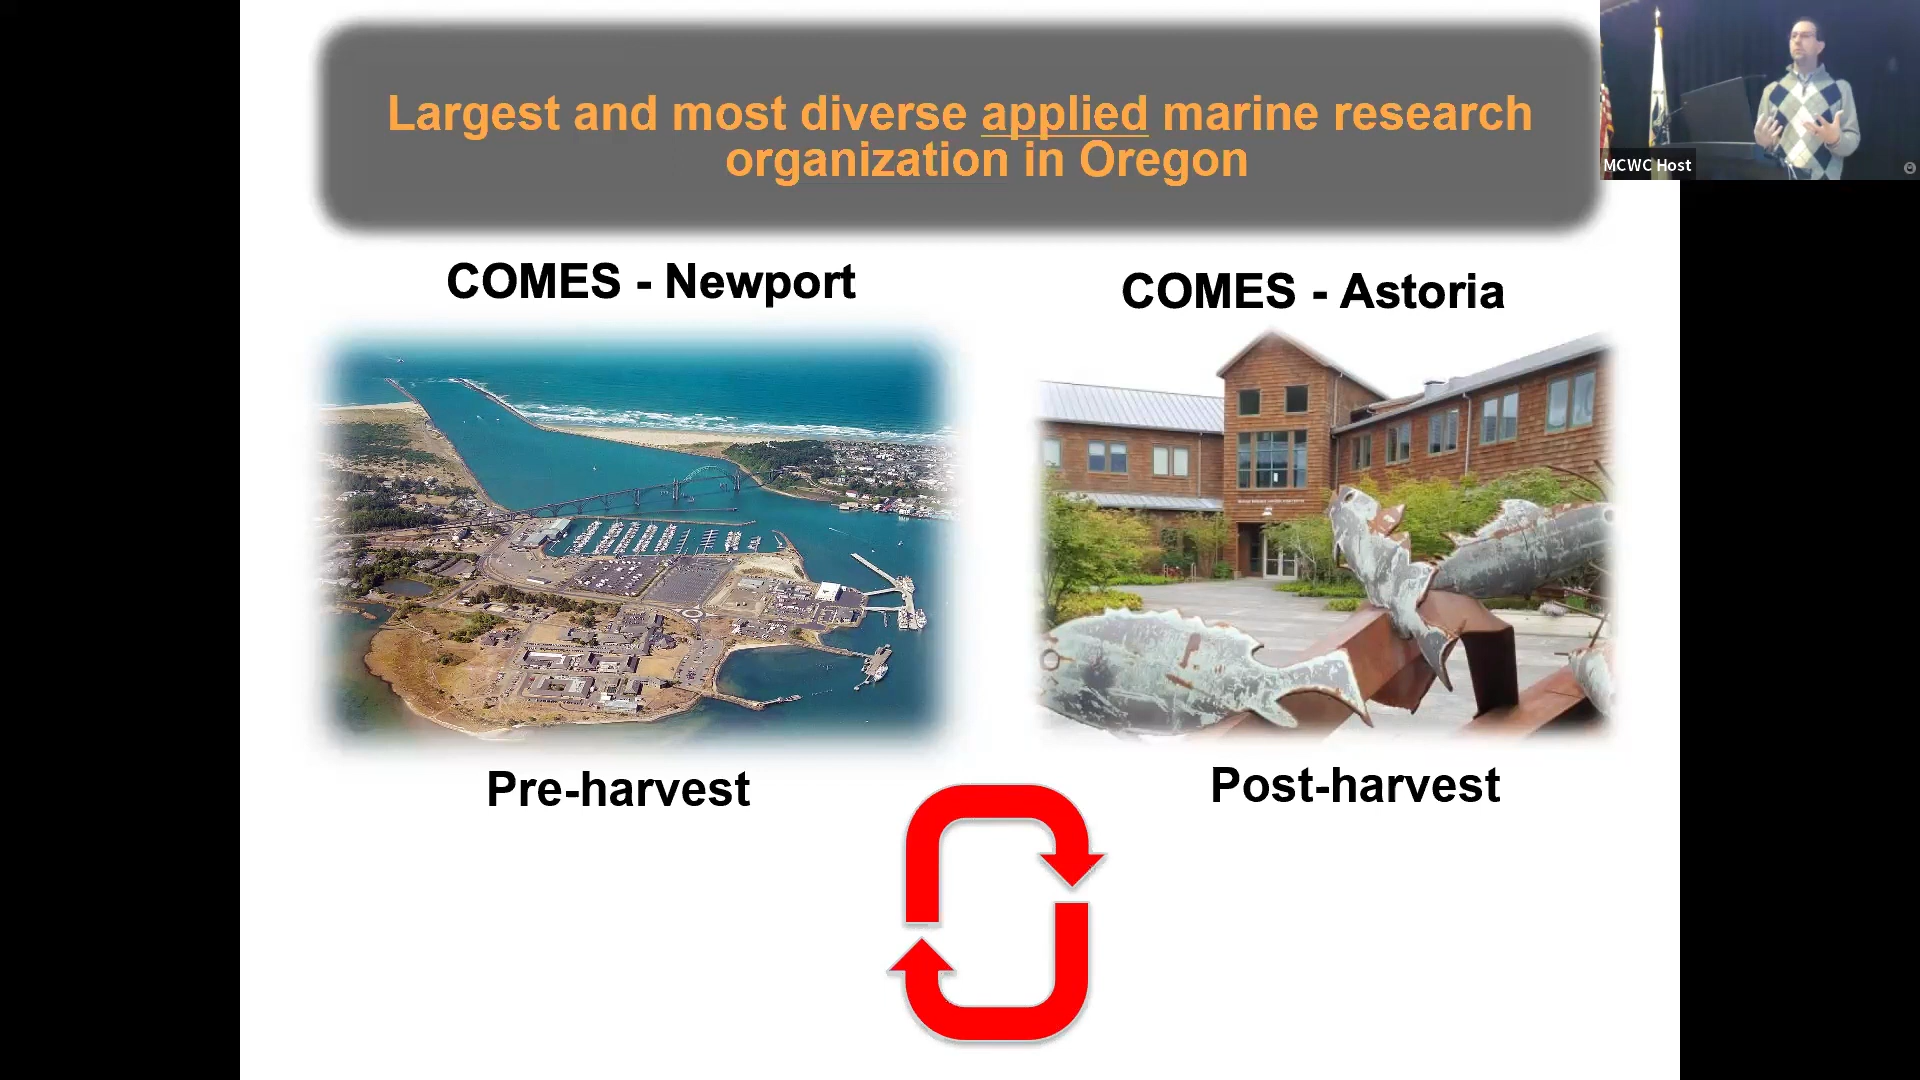 Largest and most diverse applied marine research
organization in Oregon
MCWC Host
COMES - Newport
COMES - Astoria
Pre-harvest
Post-harvest